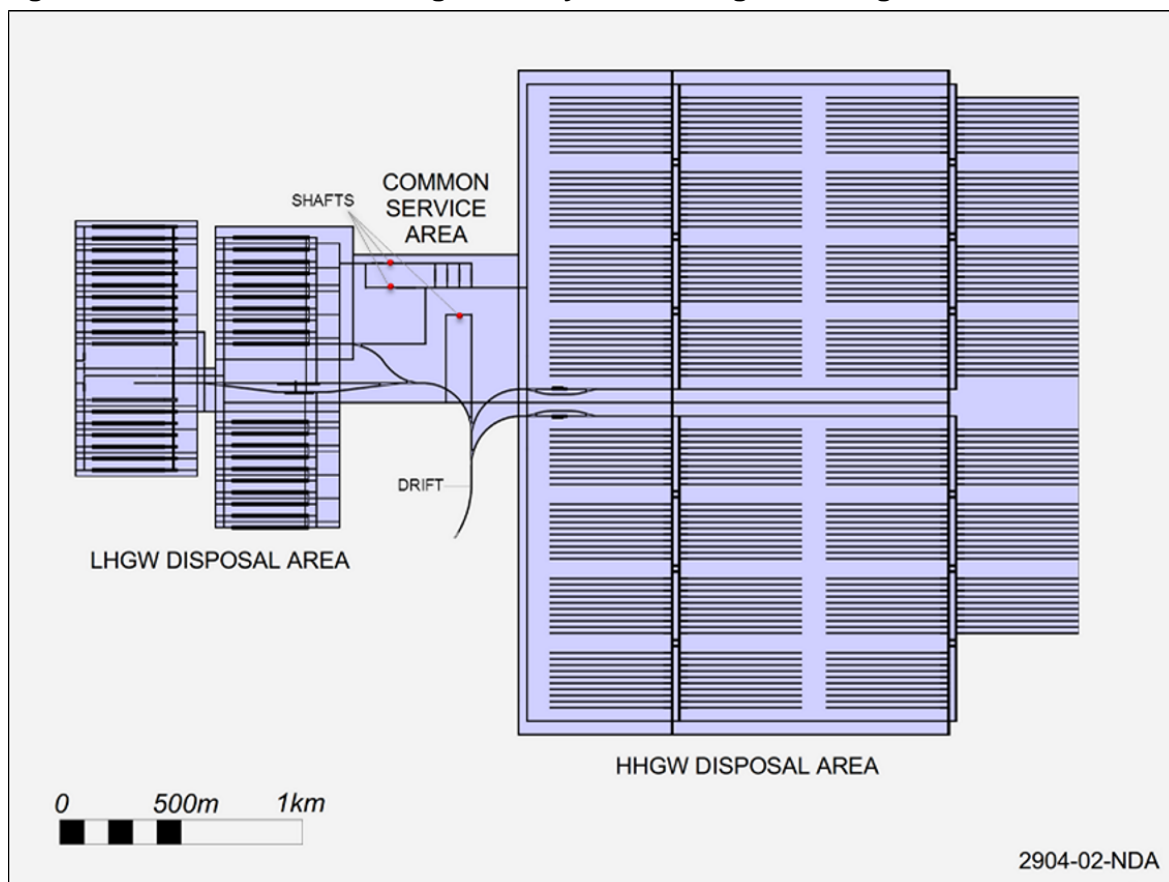 COMMON
SERVICE
AREA
SHAFTS
DRIFT
LHGW DISPOSAL AREA
HHGW DISPOSAL AREA
0 500m 1km
2904-02-NDA